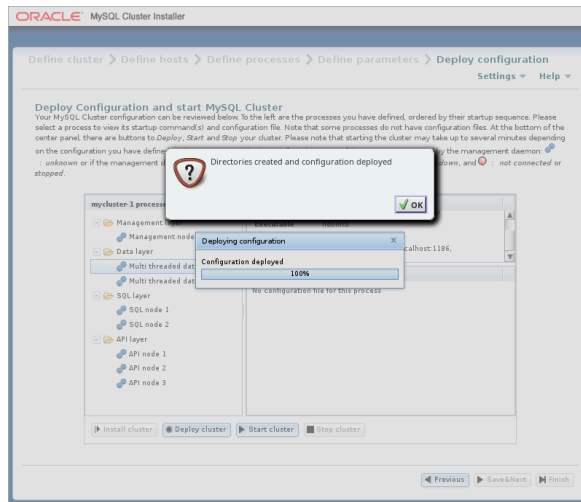 ORACLE MySQL Cluster Installer
Define cluster Define hosts Define processes Define parameters Deploy configuration
Settings Help
Deploy Configuration and start MySQL Cluster
Your MySQL Cluster configuration can be reviewed below. To the left are the processes you have defined, ordered by their startup sequence. Please
select a process to view its startup command(s) and configuration file. Note that some processes do not have configuration files. At the bottom of the
center panel, there are buttons to Deploy, Start and Stop your cluster. Please note that starting the cluster may take up to several minutes depending
on the configuration you have define by the management daemon:
: unknown or if the management d down, and : not connected or
stopped.
Directories created and configuration deployed
OK
mycluster-1 processe
Management
Executable
Management node
Data layer
Deploying configuration x
calhost:1186,
Multi threaded dat
Configuration deployed
100%
Multi threaded dat
No configuration file for this process
SQL layer
SQL node 1
SQL node 2
API layer
API node 1
API node 2
API node 3
Install cluster Deploy cluster Start cluster Stop cluster
Previous Save&Next Finish